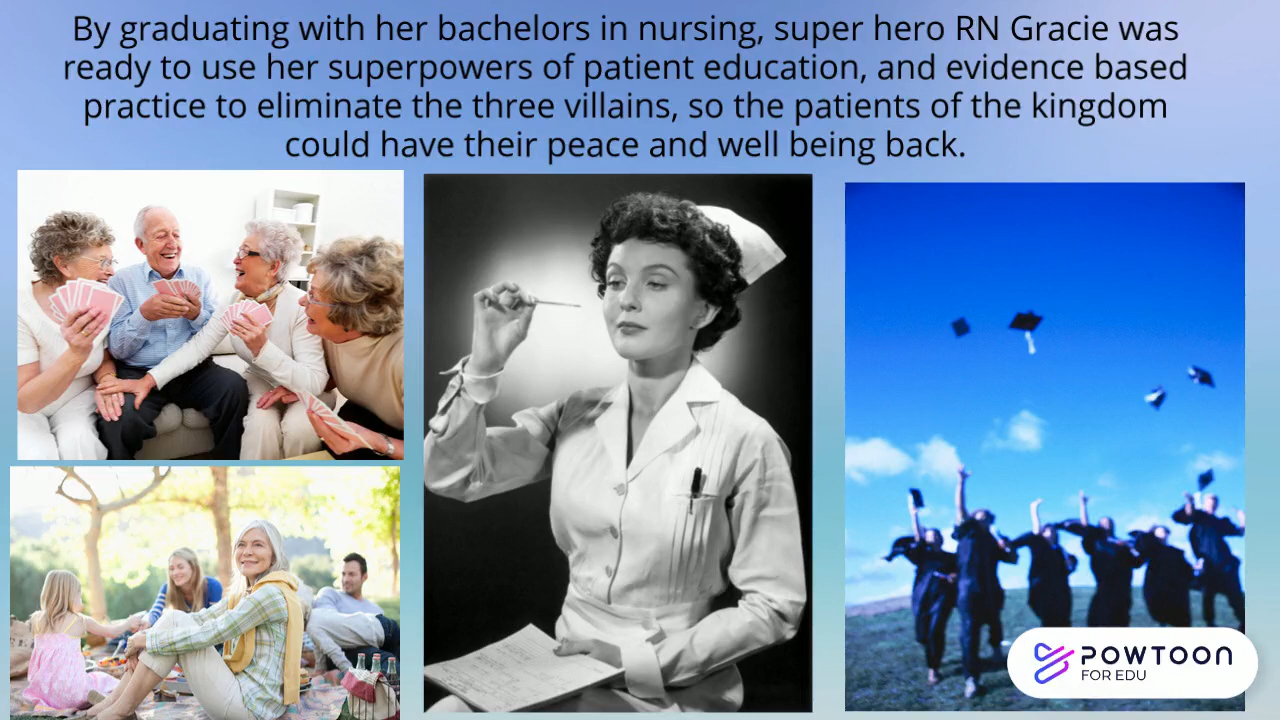 By graduating with her bachelors in nursing, super hero RN Gracie was
ready to use her superpowers of patient education, and evidence based
practice to eliminate the three villains, so the patients of the kingdom
could have their peace and well being back.
POWTOON
FOR EDU